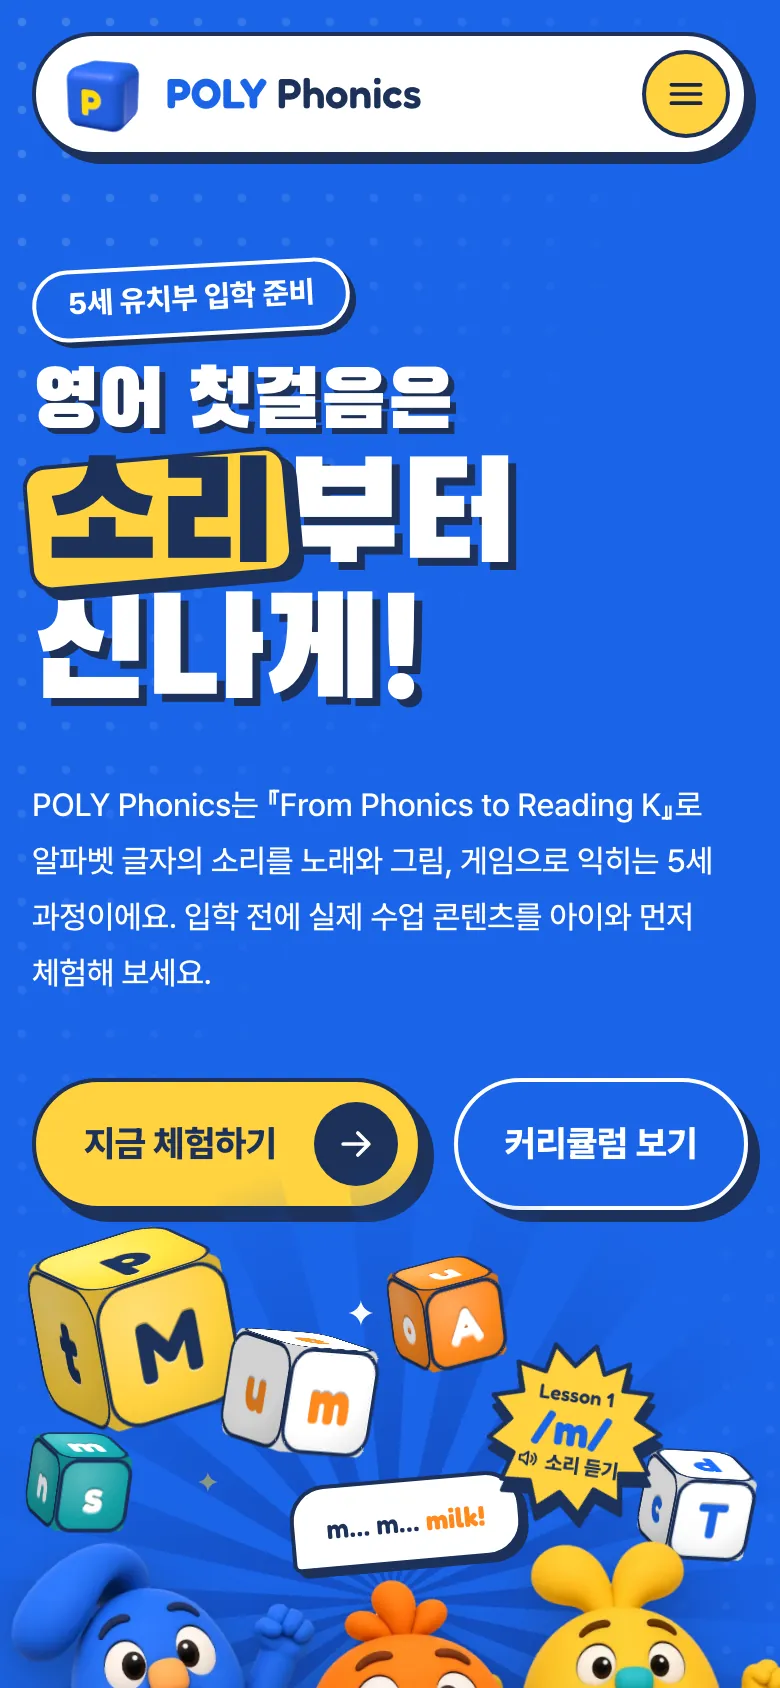 P
POLY Phonics
5세 유치부 입학 준비
영어 첫걸음은
소리부터
신나게!
POLY Phonics는 『From Phonics to Reading K』로
알파벳 글자의 소리를 노래와 그림, 게임으로 익히는 5세
과정이에요. 입학 전에 실제 수업 콘텐츠를 아이와 먼저
체험해 보세요.
지금 체험하기
커리큘럼 보기
p
t
M
u
o
A
u
m
Lesson 1
/m/
소리 듣기
m
n
s
d
c
T
m... m... milk!